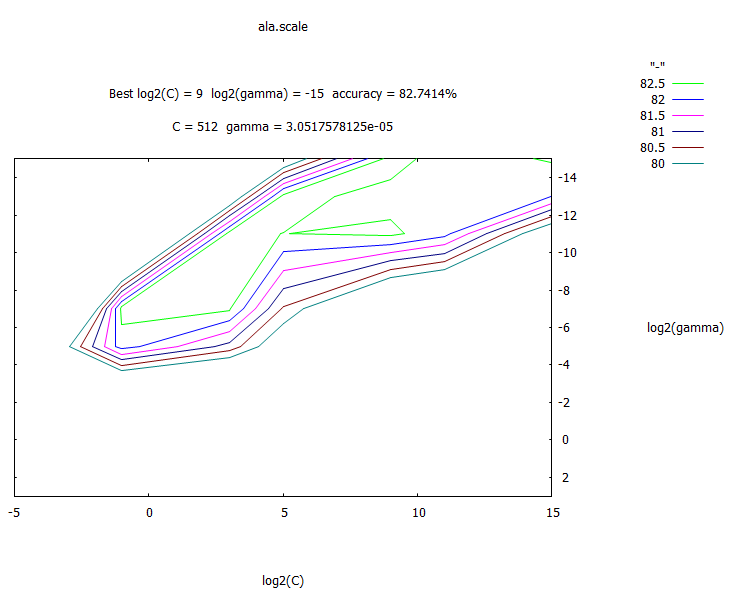 ala.scale
"-"
Best log2(C) = 9 log2(gamma) = -15 accuracy = 82.7414%
82.5
82
C = 512 gamma = 3.0517578125e-05
81.5
81
80.5
80
-14
-12
-10
-8
-6
-4
-2
0
2
log2(gamma)
-5 0 5 10 15
log2(C)